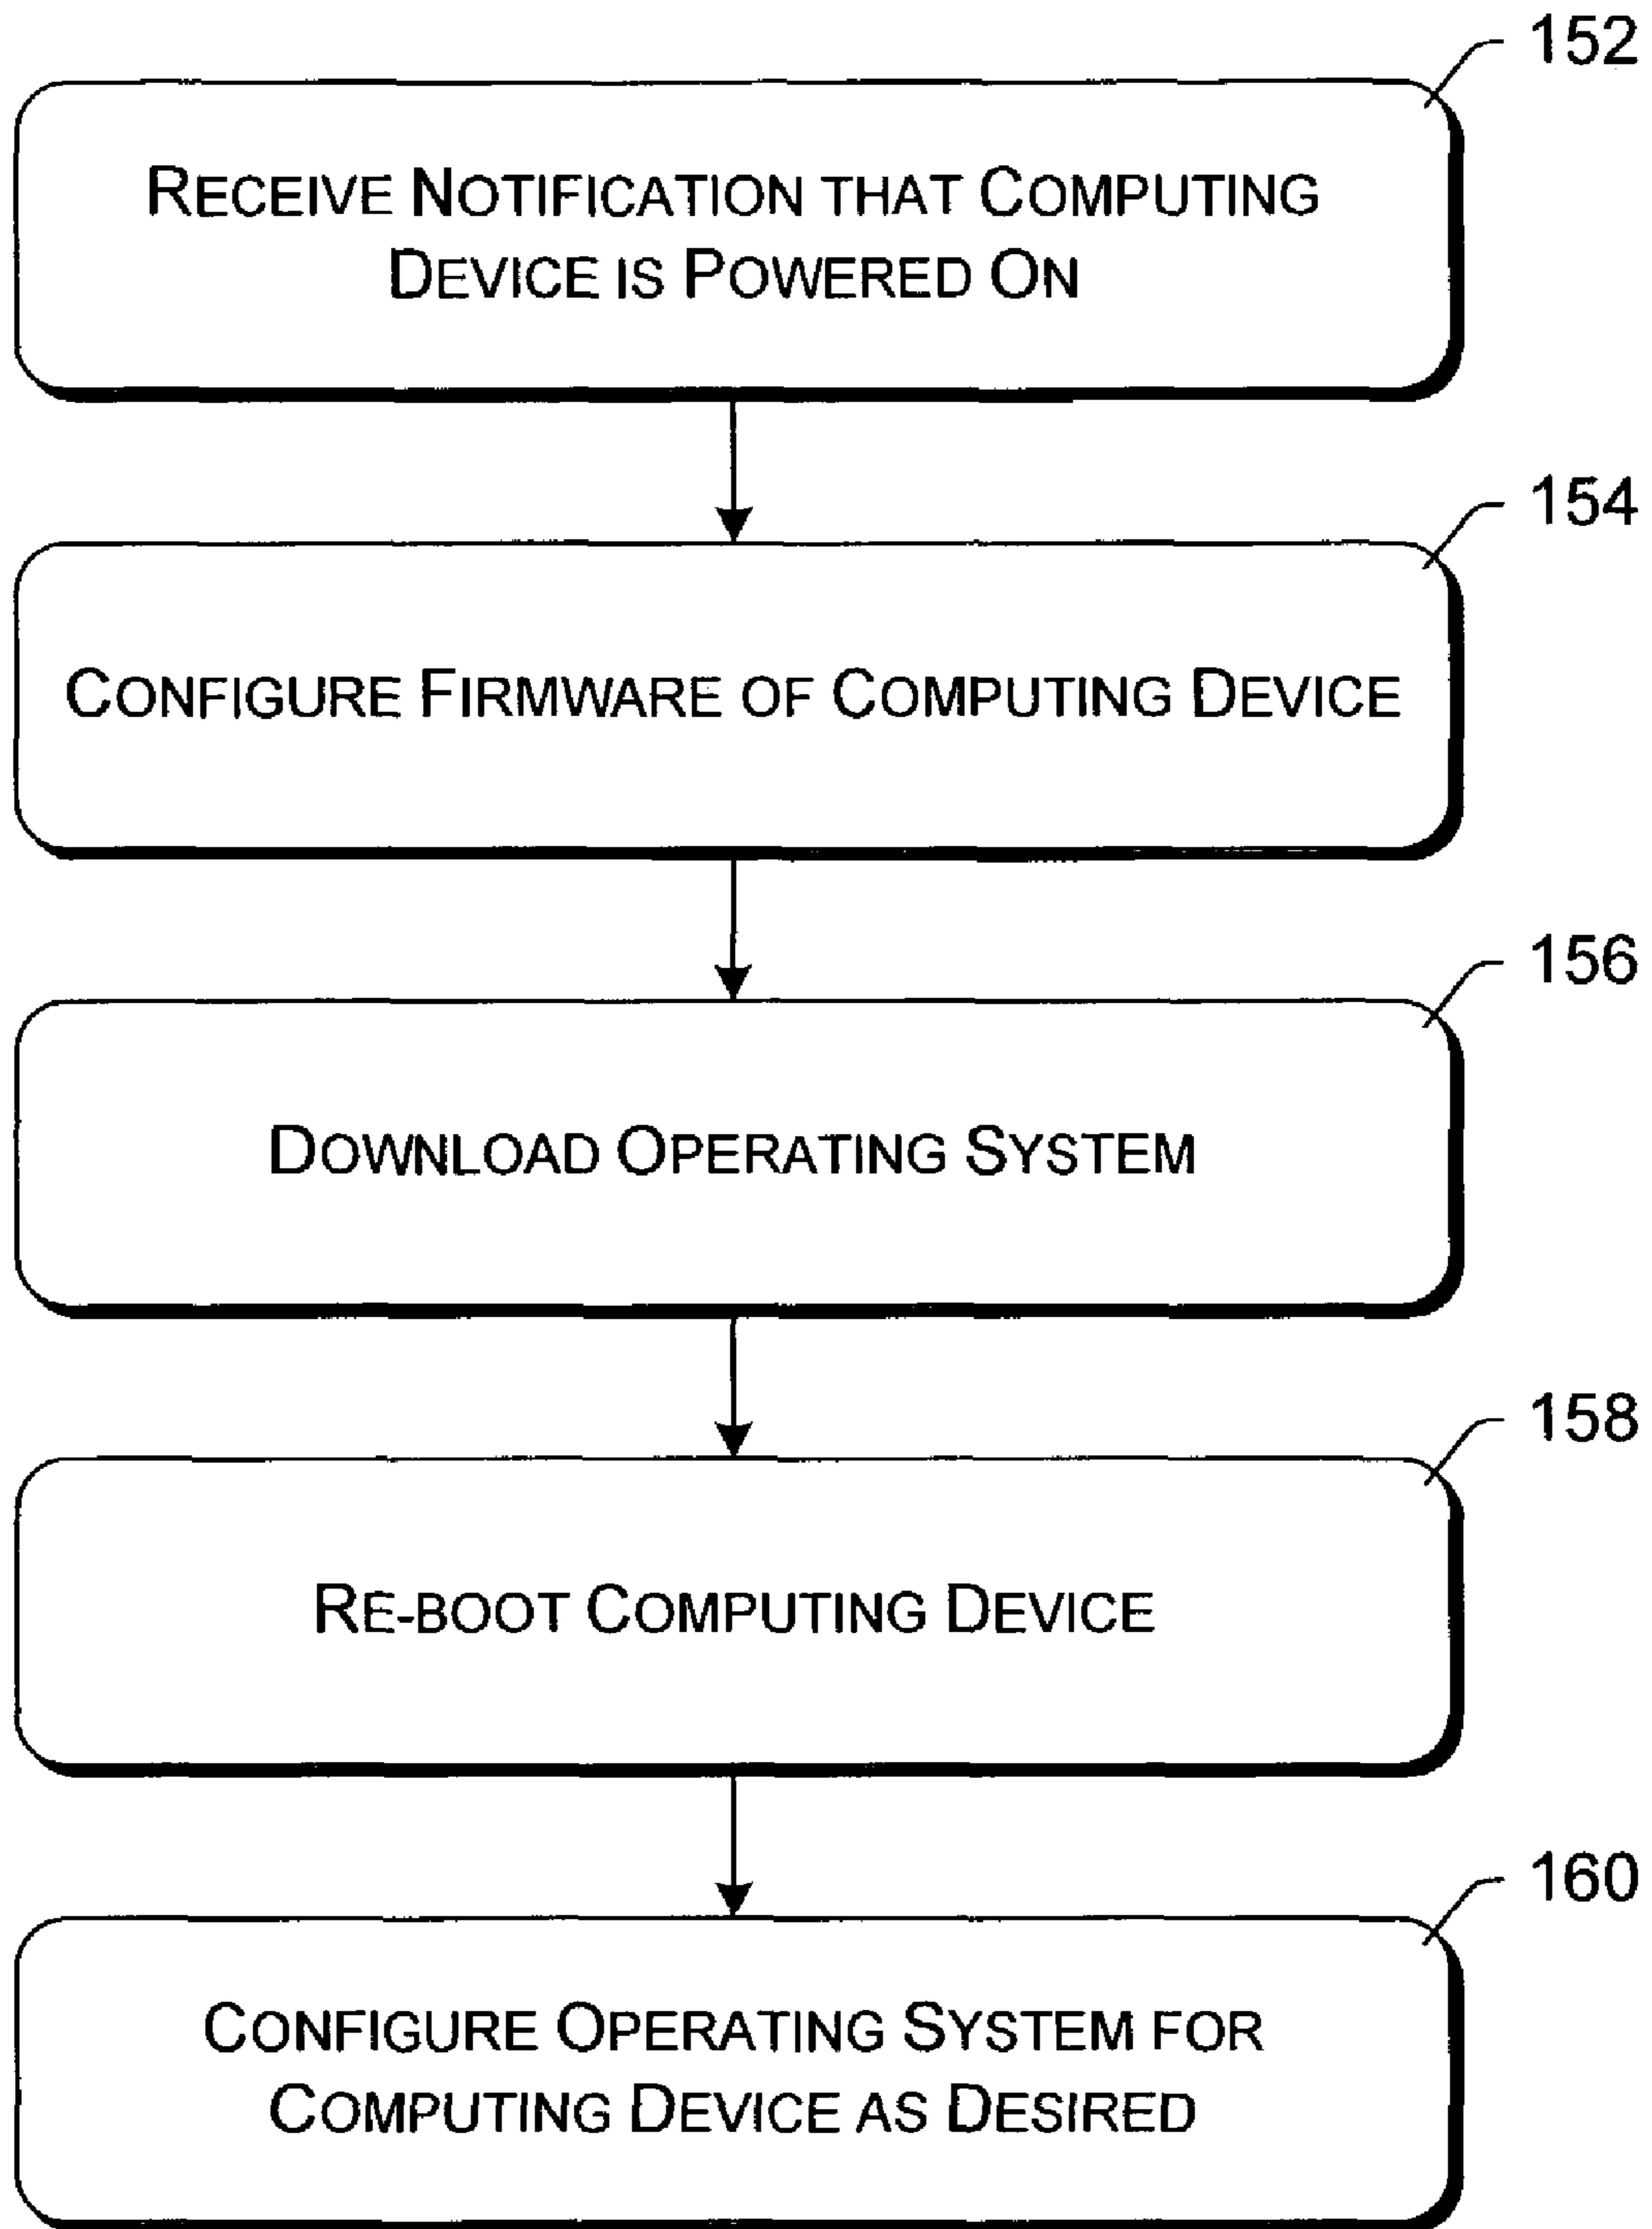 152
RECEIVE NOTIFICATION THAT COMPUTING
DEVICE IS POWERED ON
154
CONFIGURE FIRMWARE OF COMPUTING DEVICE
156
DOWNLOAD OPERATING SYSTEM
158
RE-BOOT COMPUTING DEVICE
160
CONFIGURE OPERATING SYSTEM FOR
COMPUTING DEVICE AS DESIRED